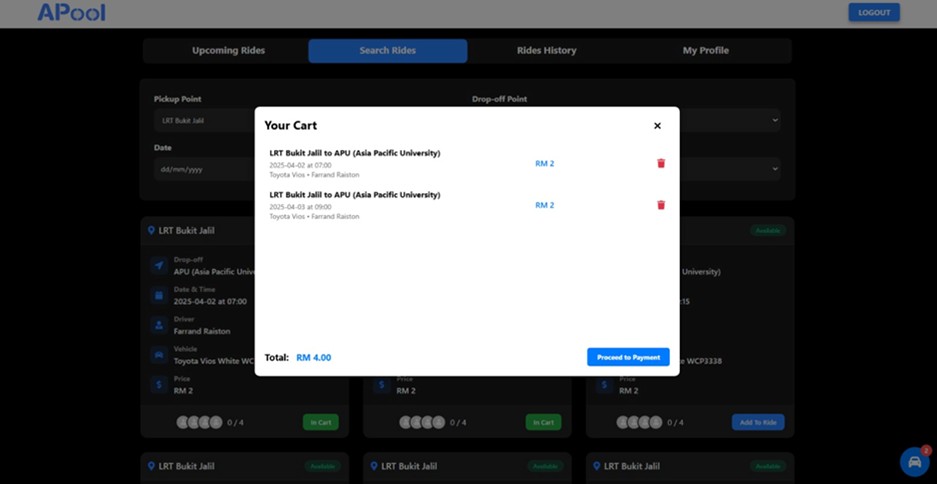 APool
LOGOUT
Upcoming Rides
Search Rides
Rides History
My Profile
Pickup Point
Drop-off Point
LRT Bukit Jalil
Date
dd/mm/yyyy
Your Cart
×
LRT Bukit Jalil to APU (Asia Pacific University)
2025-04-02 at 07:00
Toyota Vios • Farrand Raiston
RM 2
LRT Bukit Jalil to APU (Asia Pacific University)
2025-04-03 at 09:00
Toyota Vios • Farrand Raiston
RM 2
Total: RM 4.00
Proceed to Payment
LRT Bukit Jalil
Available
Drop-off
APU (Asia Pacific Univ
University)
Date & Time
2025-04-02 at 07:00
:15
Driver
Farrand Raiston
Vehicle
Toyota Vios White WC
WCP3338
Price
RM 2
Price
RM 2
Price
RM 2
0 / 4
In Cart
0 / 4
In Cart
0 / 4
Add To Ride
2
LRT Bukit Jalil
Available
LRT Bukit Jalil
Available
LRT Bukit Jalil
Available